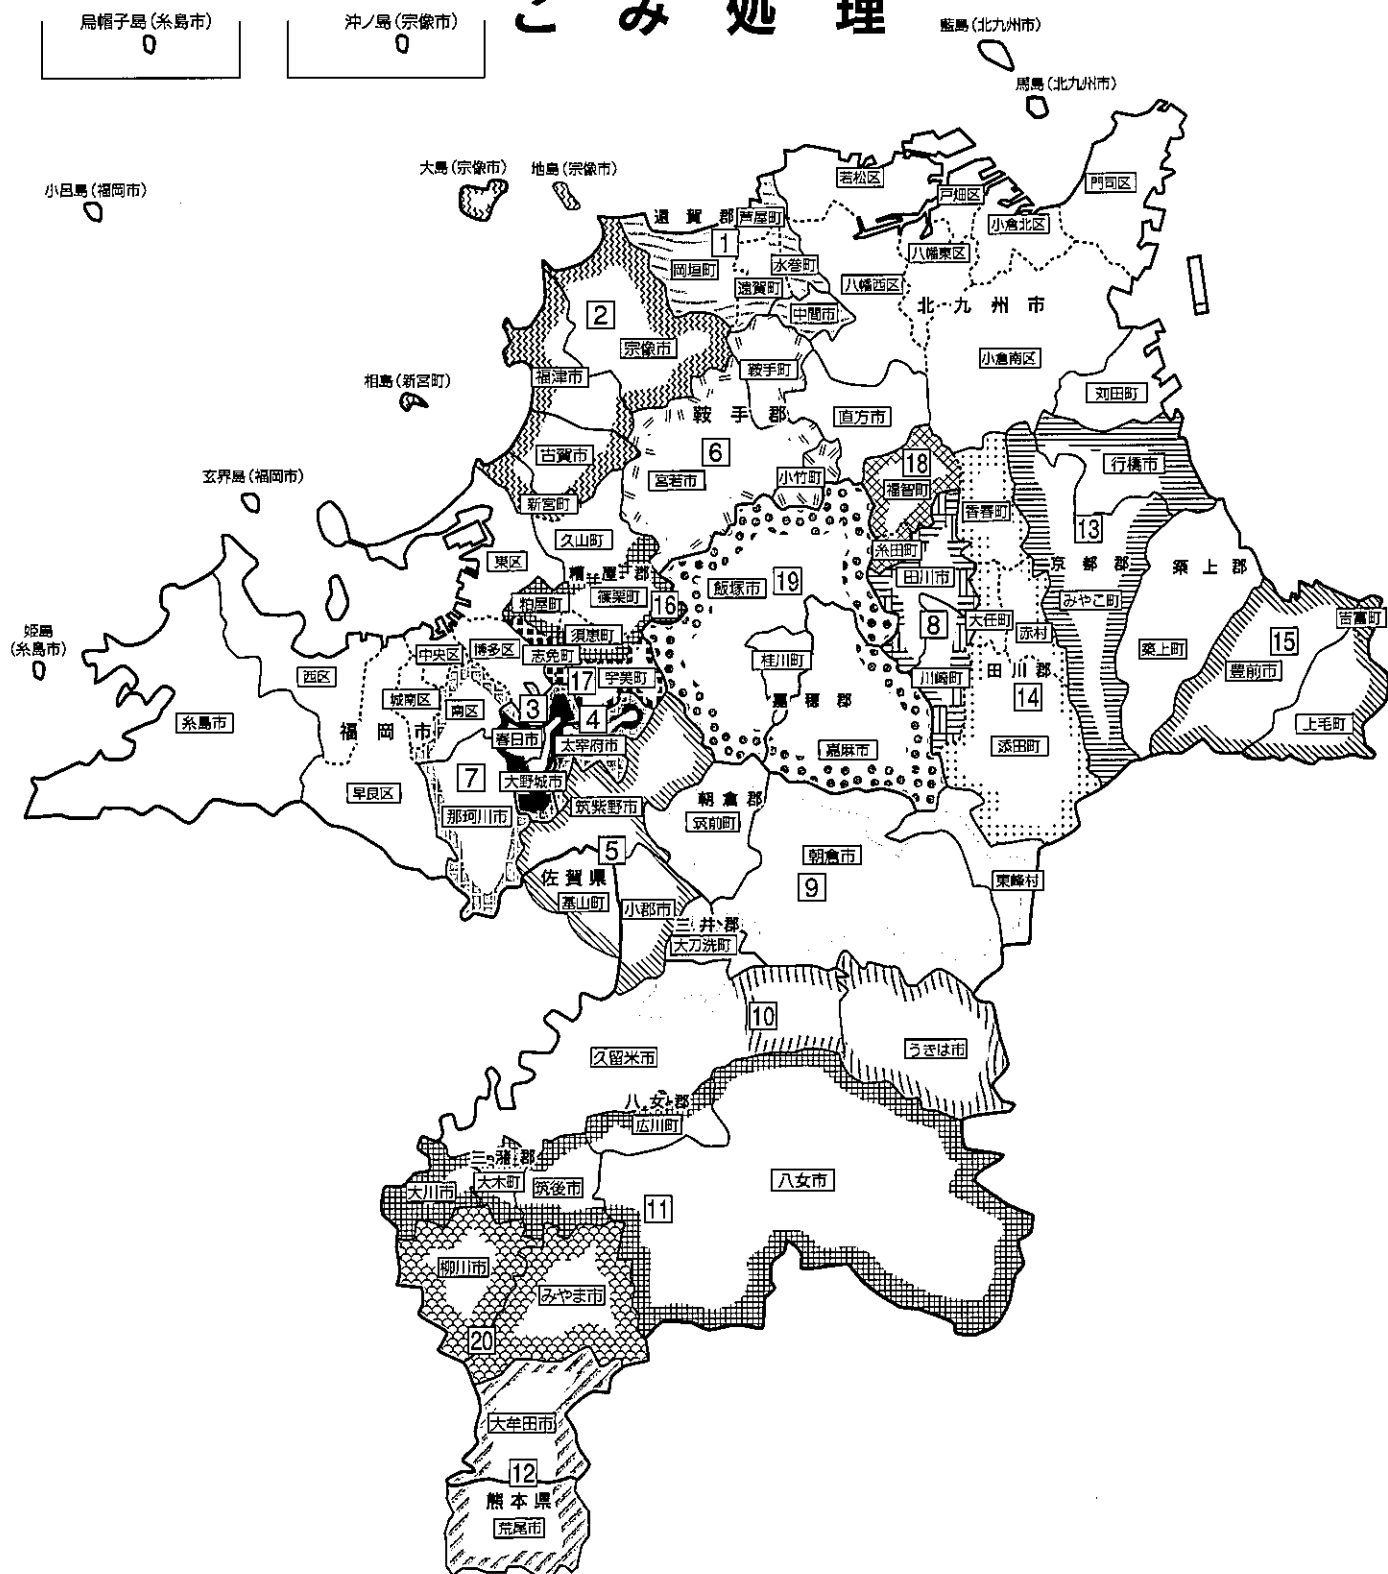 ごみ処理
烏帽子島(糸島市)
沖ノ島(宗像市)
藍島(北九州市)
馬島(北九州市)
大島(宗像市)
地島(宗像市)
小呂島(福岡市)
若松区
戸畑区
門司区
小倉北区
遠賀郡
芦屋町
1
岡垣町
水巻町
遠賀町
八幡東区
八幡西区
中間市
北九州市
2
宗像市
小倉南区
鞍手町
福津市
相島(新宮町)
苅田町
鞍手郡
直方市
6
古賀市
18
行橋市
玄界島(福岡市)
宮若市
小竹町
福智町
新宮町
香春町
13
久山町
糸田町
東区
糟屋郡
田川市
京都郡
築上郡
飯塚市
19
篠栗町
粕屋町
16
みやこ町
吉富町
須恵町
8
大任町
赤村
15
姫島
(糸島市)
中央区
博多区
志免町
桂川町
築上町
豊前市
西区
17
宇美町
川崎町
田川郡
城南区
南区
3
4
嘉穂郡
14
糸島市
福岡市
春日市
太宰府市
嘉麻市
添田町
上毛町
7
大野城市
早良区
筑紫野市
朝倉郡
那珂川市
筑前町
5
朝倉市
佐賀県
9
東峰村
基山町
小郡市
三井郡
大刀洗町
10
うきは市
久留米市
八女郡
広川町
三潴郡
大木町
筑後市
八女市
大川市
11
柳川市
みやま市
20
大牟田市
12
熊本県
荒尾市